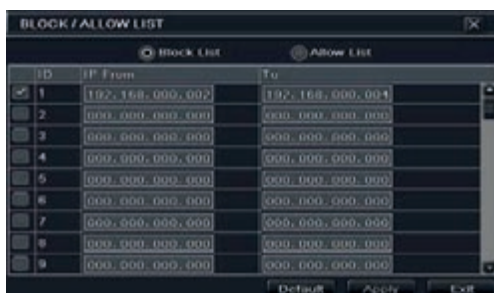 BLOCK / ALLOW LIST
Block List Allow List
ID IP From To
1 192.168.000.002 192.168.000.004
2 000.000.000.000 000.000.000.000
3 000.000.000.000 000.000.000.000
4 000.000.000.000 000.000.000.000
5 000.000.000.000 000.000.000.000
6 000.000.000.000 000.000.000.000
7 000.000.000.000 000.000.000.000
8 000.000.000.000 000.000.000.000
9 000.000.000.000 000.000.000.000
Default Apply Exit